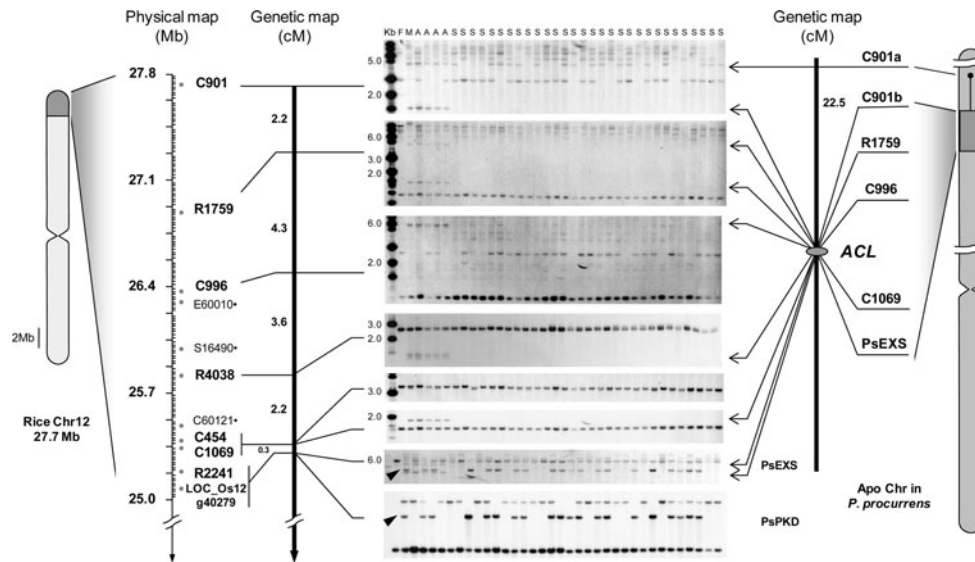 Physical map
(Mb)
Genetic map
(cM)
Kb F M A A A A S S S S S S S S S S S S S S S S S S S S S S S S S S S S S S
Genetic map
(cM)
27.8
C901
2.2
27.1
R1759
4.3
26.4
C996
E60010
3.6
S16490
R4038
25.7
2.2
C60121
C454
C1069
0.3
R2241
LOC_Os12
g40279
25.0
2Mb
Rice Chr12
27.7 Mb
5.0
2.0
6.0
3.0
2.0
6.0
2.0
3.0
2.0
3.0
2.0
6.0
PsEXS
PsPKD
C901a
22.5
C901b
R1759
C996
ACL
C1069
PsEXS
Apo Chr in
P. procurrens